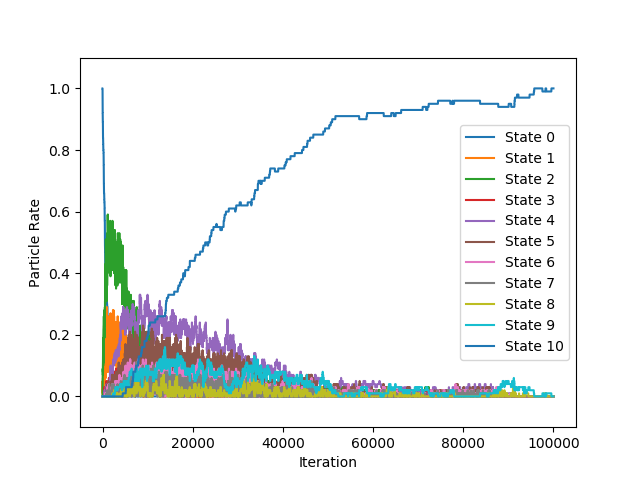 1.0
0.8
0.6
0.4
0.2
0.0
Particle Rate
State 0
State 1
State 2
State 3
State 4
State 5
State 6
State 7
State 8
State 9
State 10
0 20000 40000 60000 80000 100000
Iteration